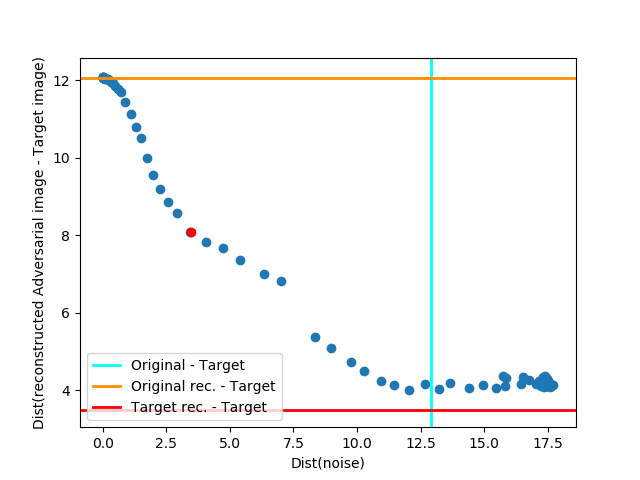 Dist(reconstructed Adversarial image - Target image)
12
10
8
6
4
Original - Target
Original rec. - Target
Target rec. - Target
0.0 2.5 5.0 7.5 10.0 12.5 15.0 17.5
Dist(noise)